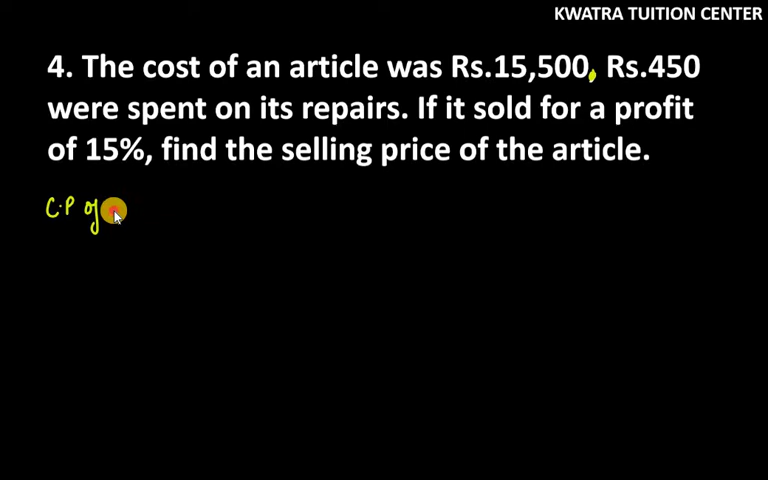 KWATRA TUITION CENTER
4. The cost of an article was Rs.15,500, Rs.450
were spent on its repairs. If it sold for a profit
of 15%, find the selling price of the article.
C.P of